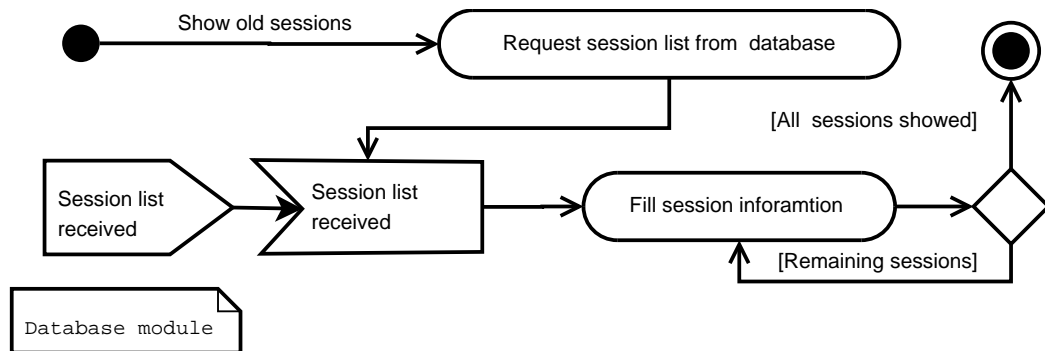 Show old sessions
Request session list from database
[All sessions showed]
Session list
received
Session list
received
Fill session inforamtion
[Remaining sessions]
Database module